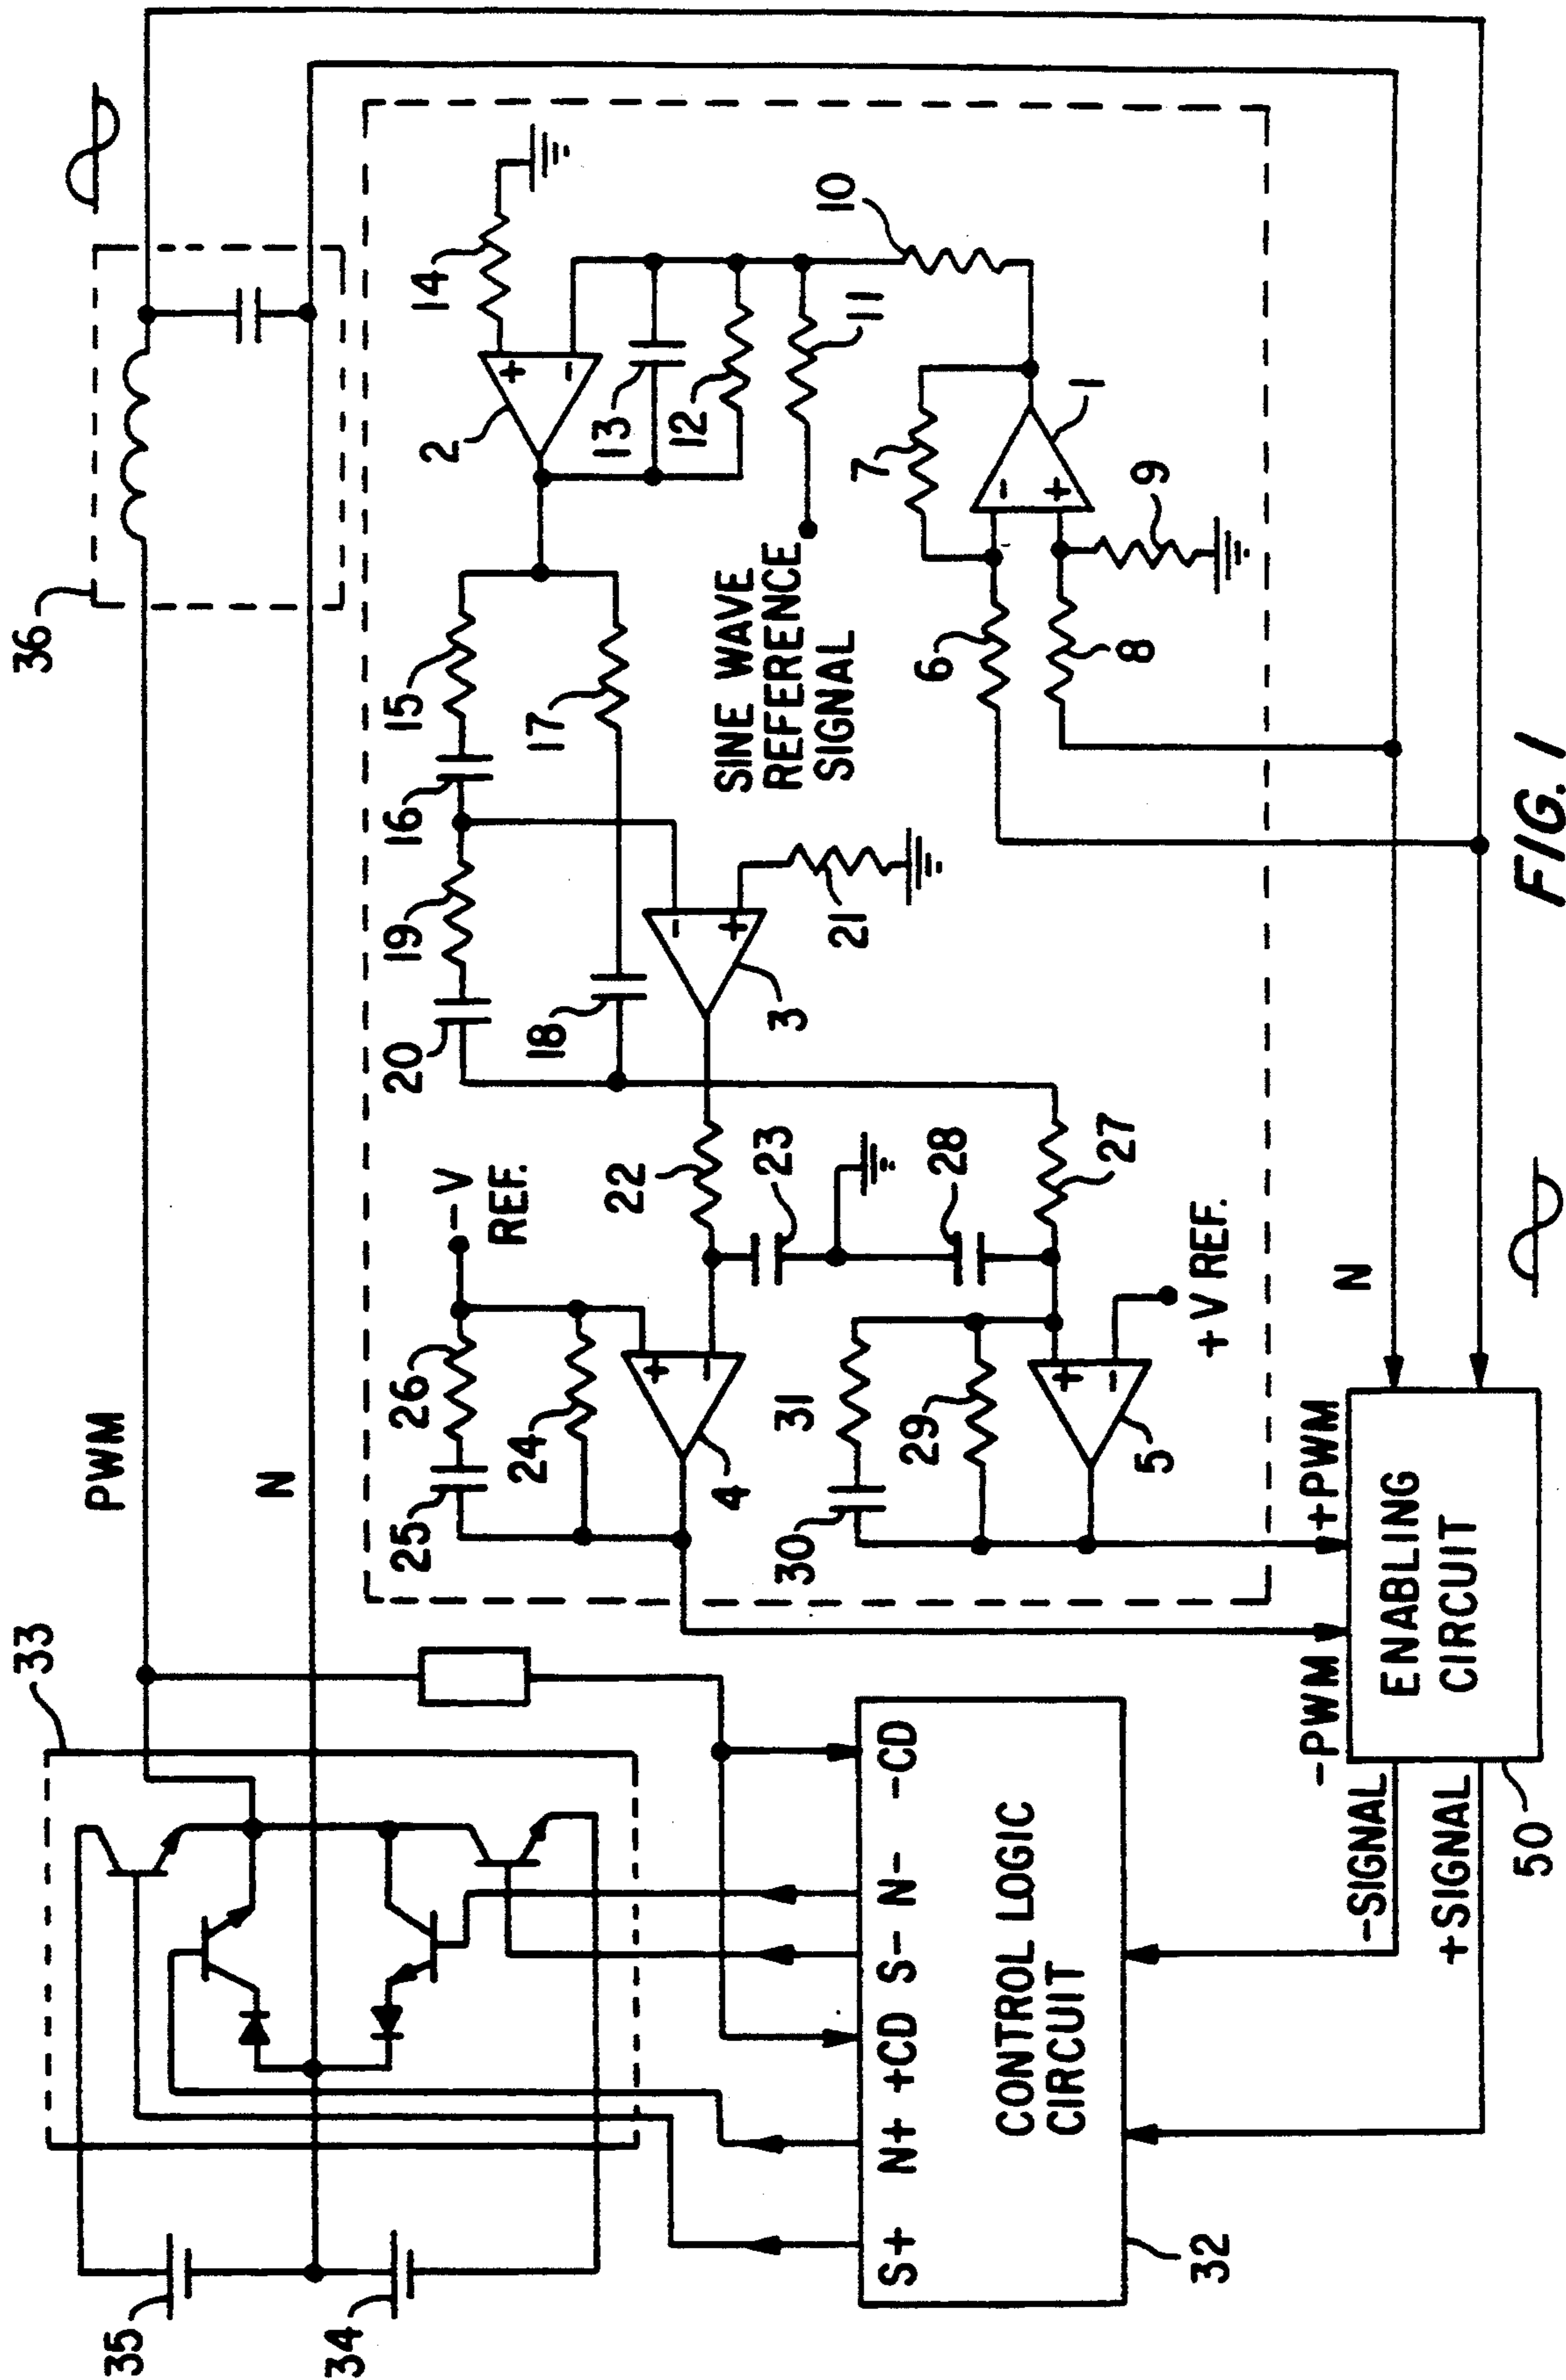 36
PWM
N
33
35
34
14
2
13
12
11
10
15
16
17
19
20
18
3
21
SINE WAVE
REFERENCE
SIGNAL
7
1
6
8
9
22
23
28
27
- V
REF.
26
25
24
4
31
29
30
5
+ V REF.
+
-
-
+
-
+
+
-
+
-
S+ N+ +CD S- N- -CD
CONTROL LOGIC
CIRCUIT
32
-PWM
+PWM
N
ENABLING
CIRCUIT
-SIGNAL
+SIGNAL
50
FIG. 1